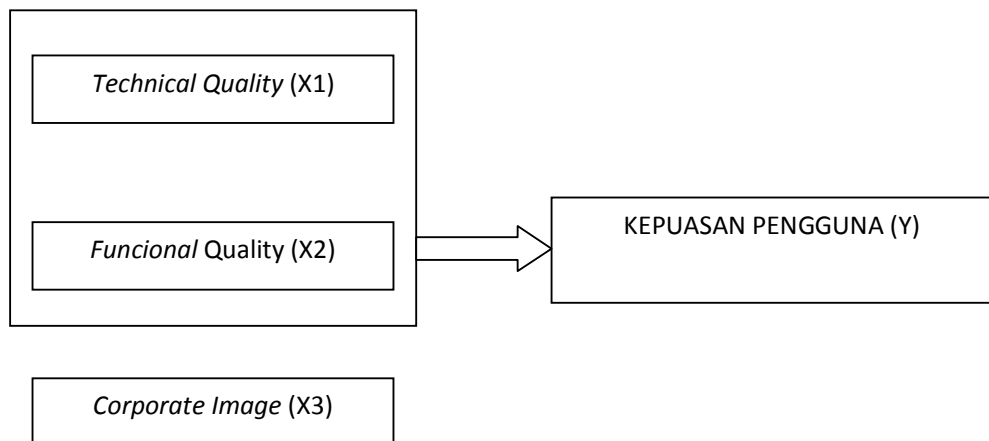 Technical Quality (X1)
Funcional Quality (X2)
KEPUASAN PENGGUNA (Y)
Corporate Image (X3)